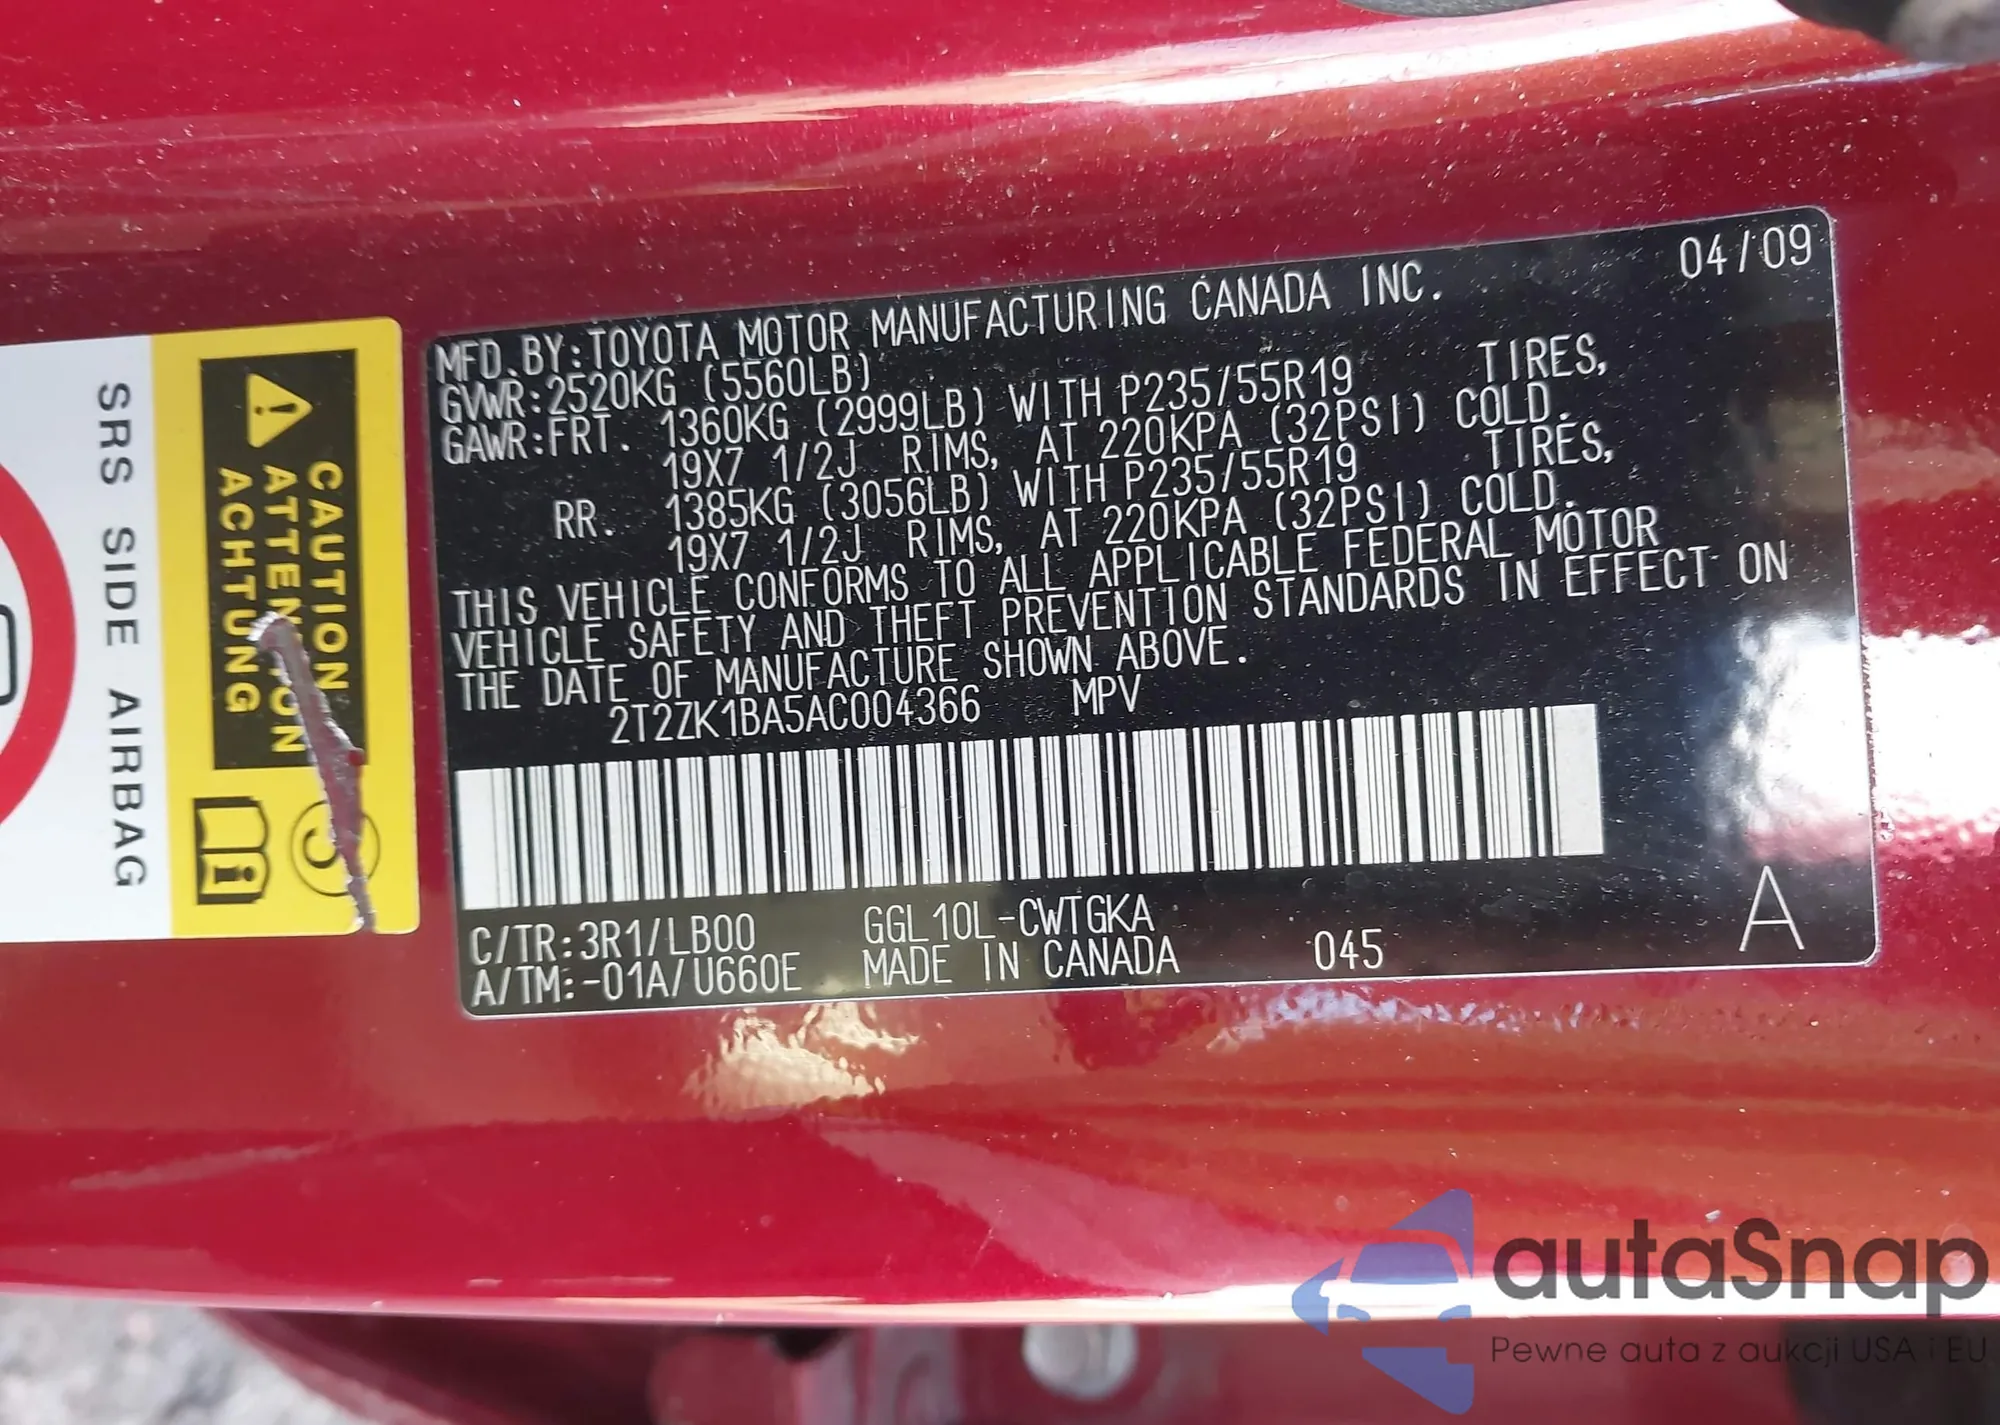 04/09
MFD.BY:TOYOTA MOTOR MANUFACTURING CANADA INC.
GVWR:2520KG (5560LB)
GAWR:FRT. 1360KG (2999LB) WITH P235/55R19 TIRES,
19X7 1/2J RIMS, AT 220KPA (32PSI) COLD.
RR. 1385KG (3056LB) WITH P235/55R19 TIRES,
19X7 1/2J RIMS, AT 220KPA (32PSI) COLD.
THIS VEHICLE CONFORMS TO ALL APPLICABLE FEDERAL MOTOR
VEHICLE SAFETY AND THEFT PREVENTION STANDARDS IN EFFECT ON
THE DATE OF MANUFACTURE SHOWN ABOVE.
2T2ZK1BA5AC004366 MPV
C/TR:3R1/LB00 GGL10L-CWTGKA
A/TM:-01A/U660E MADE IN CANADA 045
A
CAUTION
ATTENTION
ACHTUNG
SRS SIDE AIRBAG
autaSnap
Pewne auta z aukcji USA i EU